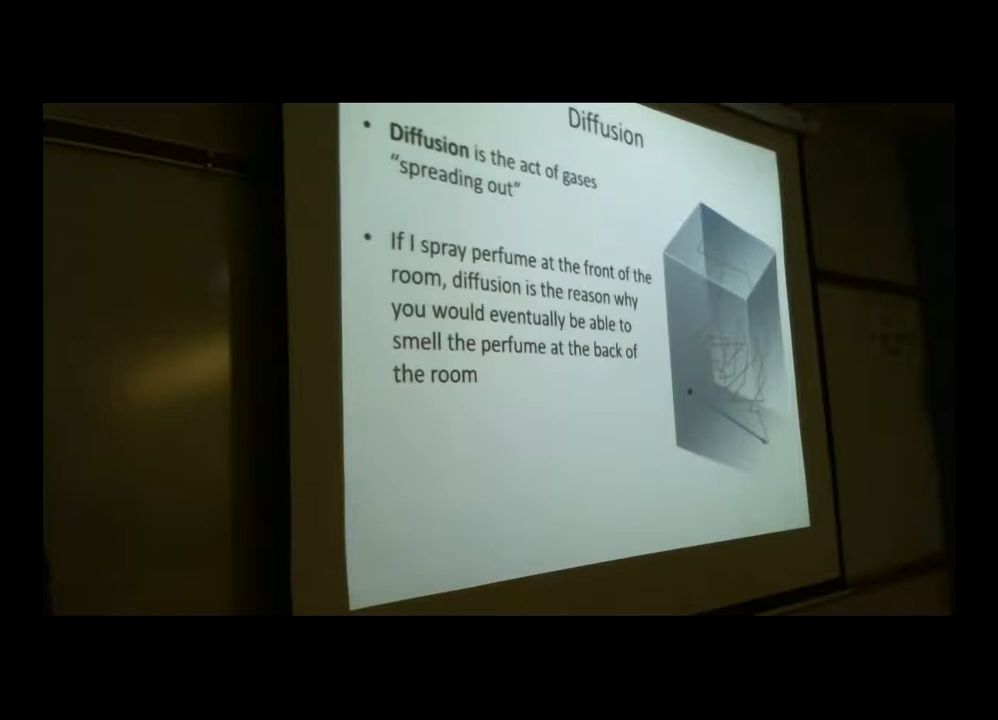 Diffusion
• Diffusion is the act of gases
“spreading out”
• If I spray perfume at the front of the
room, diffusion is the reason why
you would eventually be able to
smell the perfume at the back of
the room